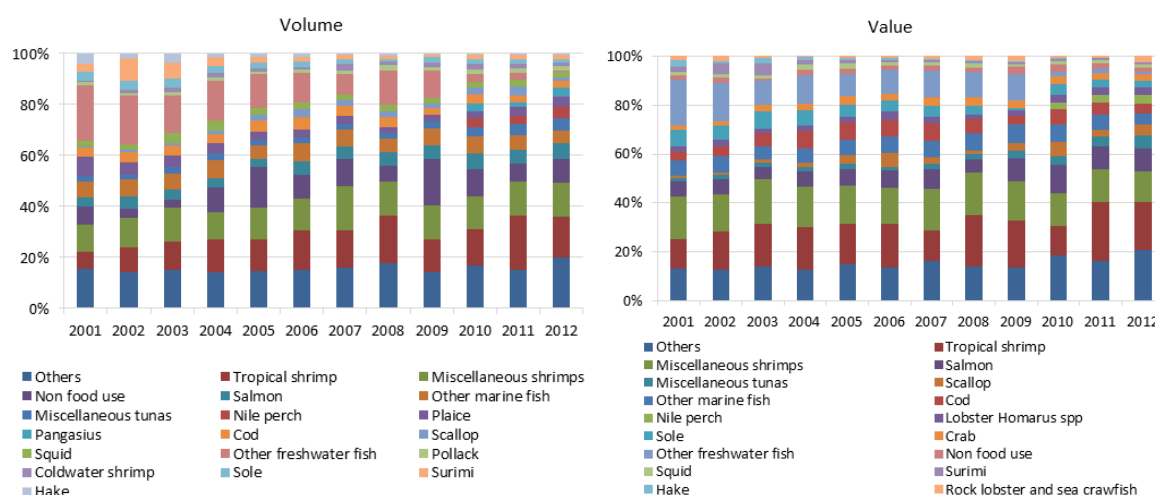 Volume
100%
80%
60%
40%
20%
0%
2001 2002 2003 2004 2005 2006 2007 2008 2009 2010 2011 2012
Others Tropical shrimp Miscellaneous shrimps
Non food use Salmon Other marine fish
Miscellaneous tunas Nile perch Plaice
Pangasius Cod Scallop
Squid Other freshwater fish Pollack
Coldwater shrimp Sole Surimi
Hake
Value
100%
80%
60%
40%
20%
0%
2001 2002 2003 2004 2005 2006 2007 2008 2009 2010 2011 2012
Others Tropical shrimp
Miscellaneous shrimps Salmon
Miscellaneous tunas Scallop
Other marine fish Cod
Nile perch Lobster Homarus spp
Sole Crab
Other freshwater fish Non food use
Squid Surimi
Hake Rock lobster and sea crawfish